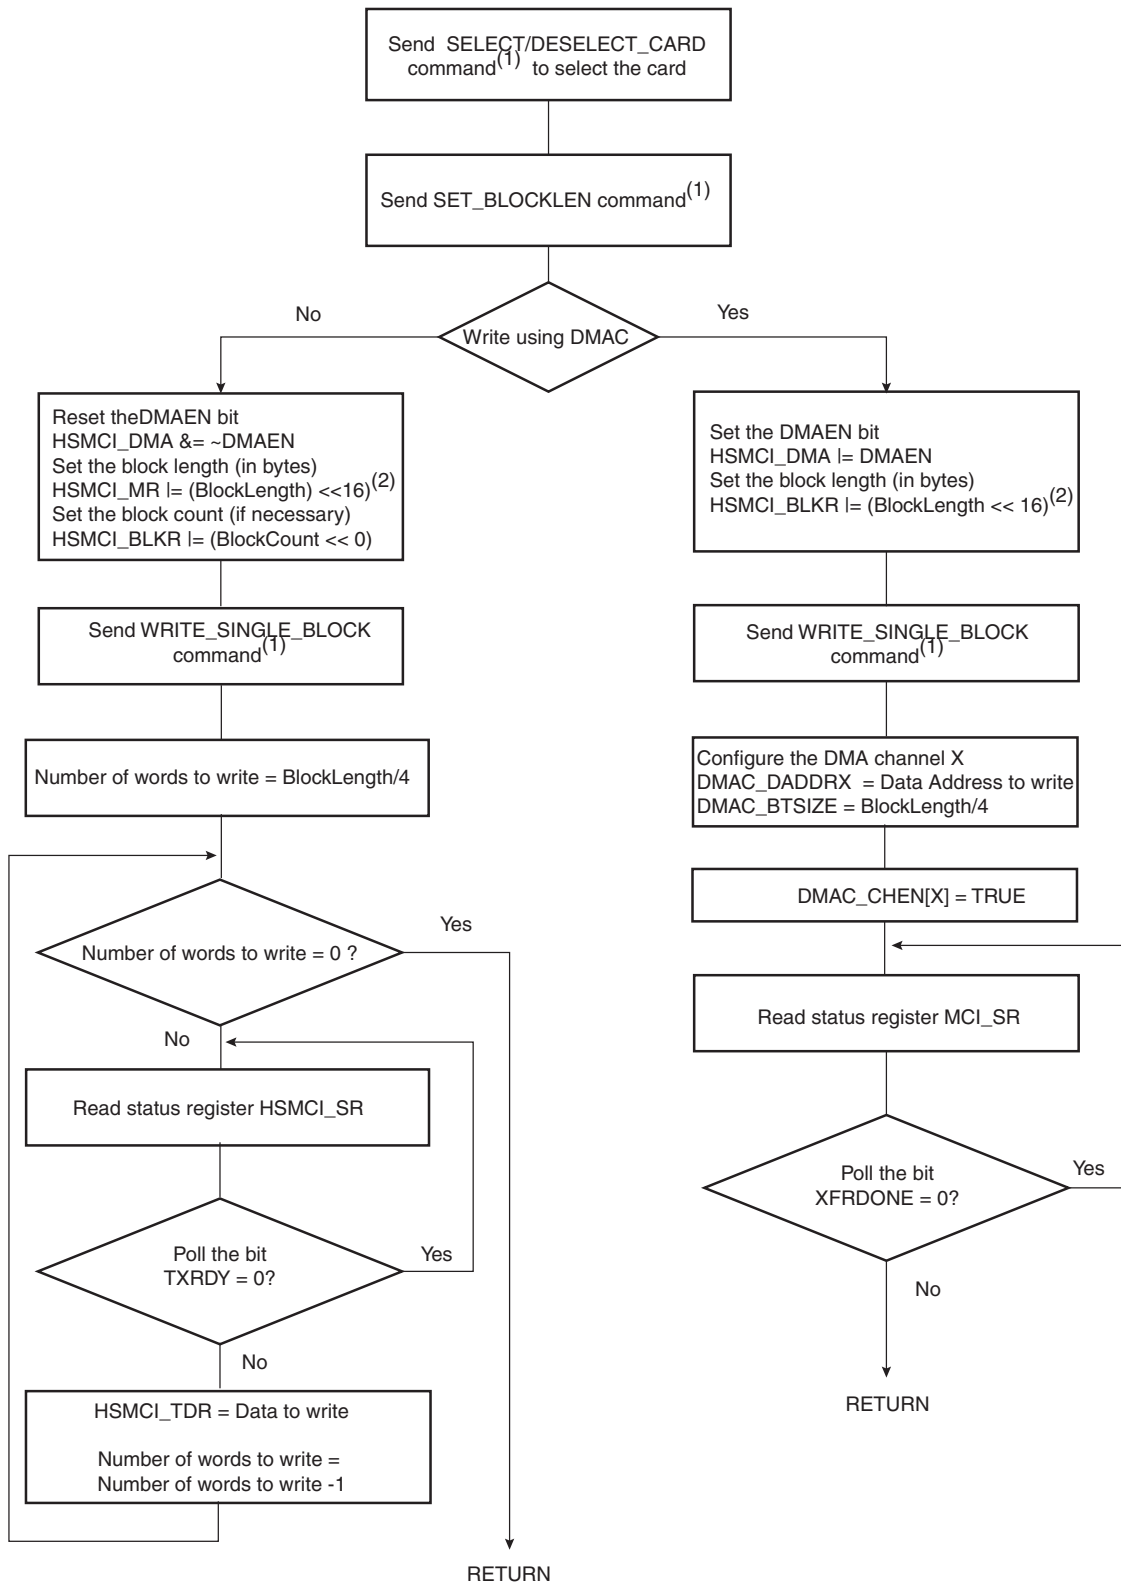 Send SELECT/DESELECT_CARD
command(1) to select the card
Send SET_BLOCKLEN command(1)
No
Yes
Write using DMAC
Reset theDMAEN bit
HSMCI_DMA &= ~DMAEN
Set the block length (in bytes)
HSMCI_MR |= (BlockLength) <<16)(2)
Set the block count (if necessary)
HSMCI_BLKR |= (BlockCount << 0)
Send WRITE_SINGLE_BLOCK
command(1)
Number of words to write = BlockLength/4
Number of words to write = 0 ?
Yes
No
Read status register HSMCI_SR
Poll the bit
TXRDY = 0?
Yes
No
HSMCI_TDR = Data to write
Number of words to write =
Number of words to write -1
RETURN
Set the DMAEN bit
HSMCI_DMA |= DMAEN
Set the block length (in bytes)
HSMCI_BLKR |= (BlockLength << 16)(2)
Send WRITE_SINGLE_BLOCK
command(1)
Configure the DMA channel X
DMAC_DADDRX = Data Address to write
DMAC_BTSIZE = BlockLength/4
DMAC_CHEN[X] = TRUE
Read status register MCI_SR
Poll the bit
XFRDONE = 0?
Yes
No
RETURN